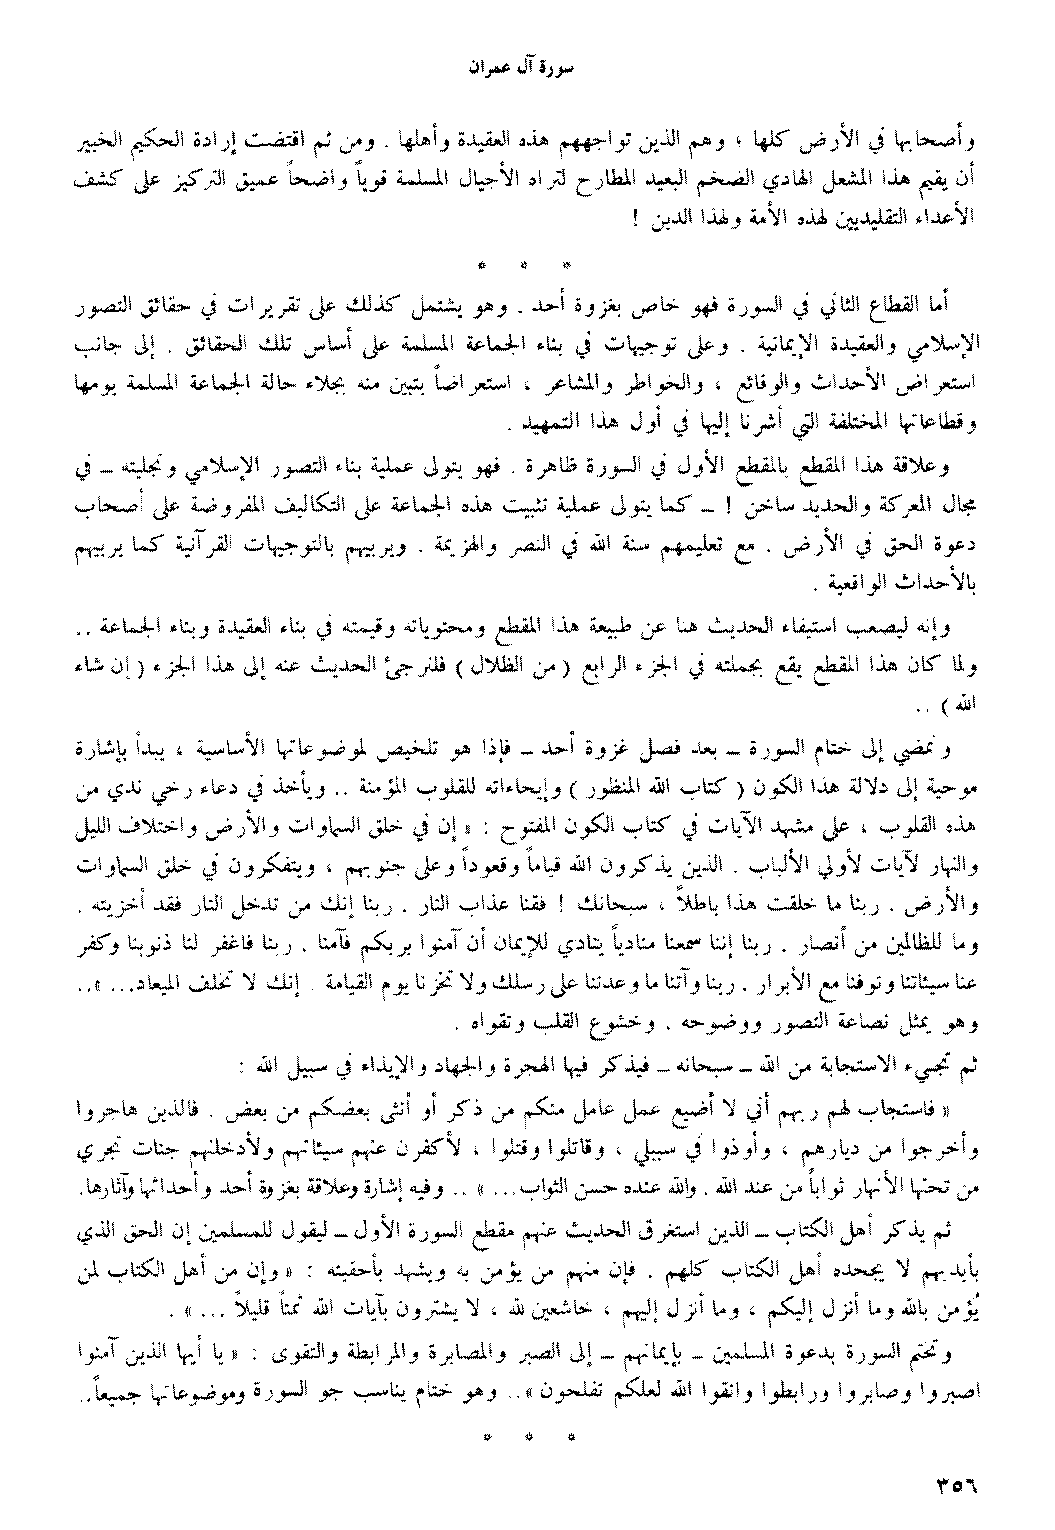 سورة آل عمران
وأصحابها في الأرض كلها ؛ وهم الذين تواجههم هذه العقيدة وأهلها . ومن ثم اقتضت إرادة الحكيم الخبير
أن يقيم هذا المشعل الهادي الضخم البعيد المطارح لتراه الأجيال المسلمة قوياً واضحاً عميق التركيز على كشف
الأعداء التقليديين لهذه الأمة ولهذا الدين !
* * *
أما القطاع الثاني في السورة فهو خاص بغزوة أحد . وهو يشتمل كذلك على تقريرات في حقائق التصور
الإسلامي والعقيدة الإيمانية . وعلى توجيهات في بناء الجماعة المسلمة على أساس تلك الحقائق . إلى جانب
استعراض الأحداث والوقائع ، والخواطر والمشاعر ، استعراضاً يتبين منه بجلاء حالة الجماعة المسلمة يومها
وقطاعاتها المختلفة التي أشرنا إليها في أول هذا التمهيد .
وعلاقة هذا المقطع بالمقطع الأول في السورة ظاهرة . فهو يتولى عملية بناء التصور الإسلامي وتجليته – في
مجال المعركة والحديد ساخن ! – كما يتولى عملية تثبيت هذه الجماعة على التكاليف المفروضة على أصحاب
دعوة الحق في الأرض . مع تعليمهم سنة الله في النصر والهزيمة . ويربيهم بالتوجيهات القرآنية كما يربيهم
بالأحداث الواقعية .
وإنه ليصعب استيفاء الحديث هنا عن طبيعة هذا المقطع ومحتوياته وقيمته في بناء العقيدة وبناء الجماعة ..
ولما كان هذا المقطع يقع بجملته في الجزء الرابع ( من الظلال ) فلنرجئ الحديث عنه إلى هذا الجزء ( إن شاء
الله ) ..
ونمضي إلى ختام السورة – بعد فصل غزوة أحد – فإذا هو تلخيص لموضوعاتها الأساسية ، يبدأ بإشارة
موحية إلى دلالة هذا الكون ( كتاب الله المنظور ) وإيحاءاته للقلوب المؤمنة .. ويأخذ في دعاء رخي ندي من
هذه القلوب ، على مشهد الآيات في كتاب الكون المفتوح : « إن في خلق السماوات والأرض واختلاف الليل
والنهار لآيات لأولي الألباب . الذين يذكرون الله قياماً وقعوداً وعلى جنوبهم ، ويتفكرون في خلق السماوات
والأرض . ربنا ما خلقت هذا باطلاً ، سبحانك ! فقنا عذاب النار . ربنا إنك من تدخل النار فقد أخزيته .
وما للظالمين من أنصار . ربنا إننا سمعنا منادياً ينادي للإيمان أن آمنوا بربكم فآمنا . ربنا فاغفر لنا ذنوبنا وكفر
عنا سيئاتنا وتوفنا مع الأبرار . ربنا وآتنا ما وعدتنا على رسلك ولا تخزنا يوم القيامة . إنك لا تخلف الميعاد... »..
وهو يمثل نصاعة التصور ووضوحه . وخشوع القلب وتقواه .
ثم تجيء الاستجابة من الله – سبحانه – فيذكر فيها الهجرة والجهاد والإيذاء في سبيل الله :
« فاستجاب لهم ربهم أني لا أضيع عمل عامل منكم من ذكر أو أنثى بعضكم من بعض . فالذين هاجروا
وأخرجوا من ديارهم ، وأوذوا في سبيلي ، وقاتلوا وقتلوا ، لأكفرن عنهم سيئاتهم ولأدخلنهم جنات تجري
من تحتها الأنهار ثواباً من عند الله . والله عنده حسن الثواب... » .. وفيه إشارة وعلاقة بغزوة أحد وأحداثها وآثارها.
ثم يذكر أهل الكتاب – الذين استغرق الحديث عنهم مقطع السورة الأول – ليقول للمسلمين إن الحق الذي
بأيديهم لا يجحده أهل الكتاب كلهم . فإن منهم من يؤمن به ويشهد بأحقيته : « وإن من أهل الكتاب لمن
يُؤمن بالله وما أنزل إليكم ، وما أنزل إليهم ، خاشعين لله ، لا يشترون بآيات الله ثمناً قليلاً ... » .
وتختم السورة بدعوة المسلمين – بإيمانهم – إلى الصبر والمصابرة والمرابطة والتقوى : « يا أيها الذين آمنوا
اصبروا وصابروا ورابطوا واتقوا الله لعلكم تفلحون ».. وهو ختام يناسب جو السورة وموضوعاتها جميعاً..
* * *
٣٥٦